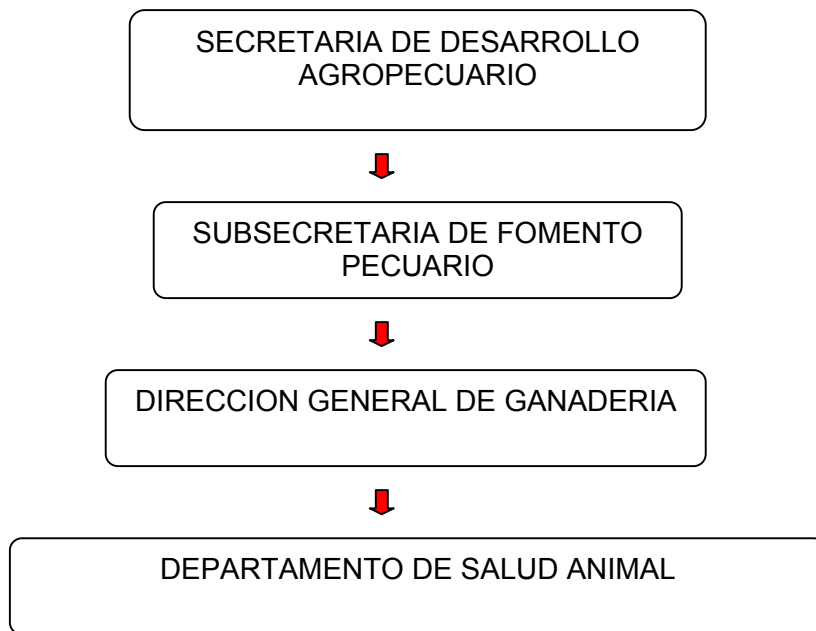 SECRETARIA DE DESARROLLO
AGROPECUARIO
SUBSECRETARIA DE FOMENTO
PECUARIO
DIRECCION GENERAL DE GANADERIA
DEPARTAMENTO DE SALUD ANIMAL